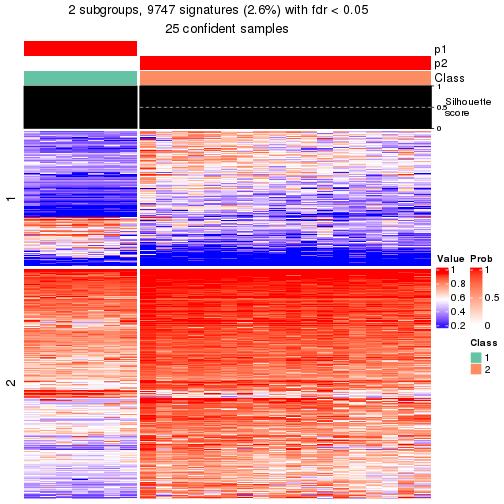 2 subgroups, 9747 signatures (2.6%) with fdr < 0.05
25 confident samples
p1
p2
Class
1
0.5
0
Silhouette
score
1
2
Value
1
0.8
0.6
0.4
0.2
Prob
1
0.5
0
Class
1
2